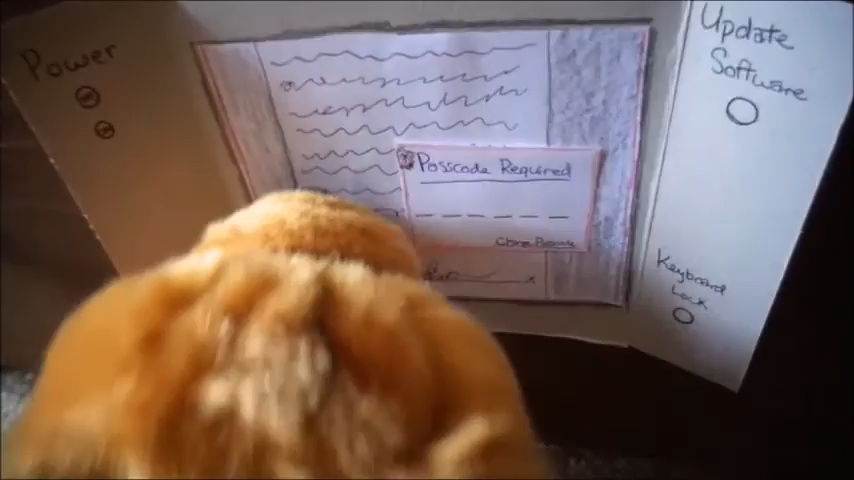 Power
Update
Software
Passcode Required
Keyboard
Lock